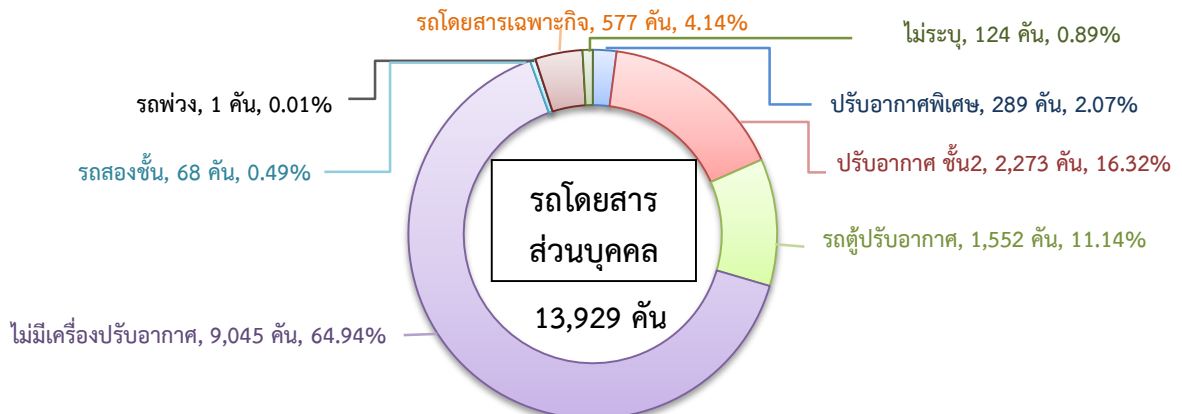 รถโดยสารเฉพาะกิจ, 577 คัน, 4.14%
ไม่ระบุ, 124 คัน, 0.89%
รถพ่วง, 1 คัน, 0.01%
ปรับอากาศพิเศษ, 289 คัน, 2.07%
รถสองชั้น, 68 คัน, 0.49%
ปรับอากาศ ชั้น2, 2,273 คัน, 16.32%
รถโดยสาร
ส่วนบุคคล
รถตู้ปรับอากาศ, 1,552 คัน, 11.14%
13,929 คัน
ไม่มีเครื่องปรับอากาศ, 9,045 คัน, 64.94%